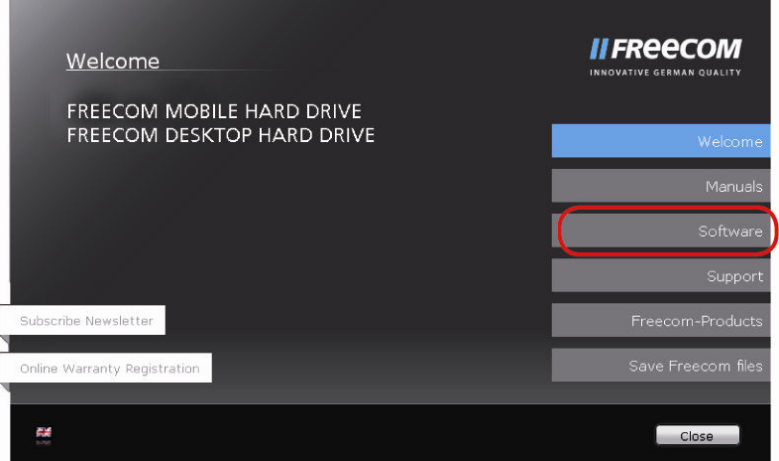 Welcome
FREECOM
INNOVATIVE GERMAN QUALITY
FREECOM MOBILE HARD DRIVE
FREECOM DESKTOP HARD DRIVE
Welcome
Manuals
Software
Support
Subscribe Newsletter
Freecom-Products
Online Warranty Registration
Save Freecom files
Close